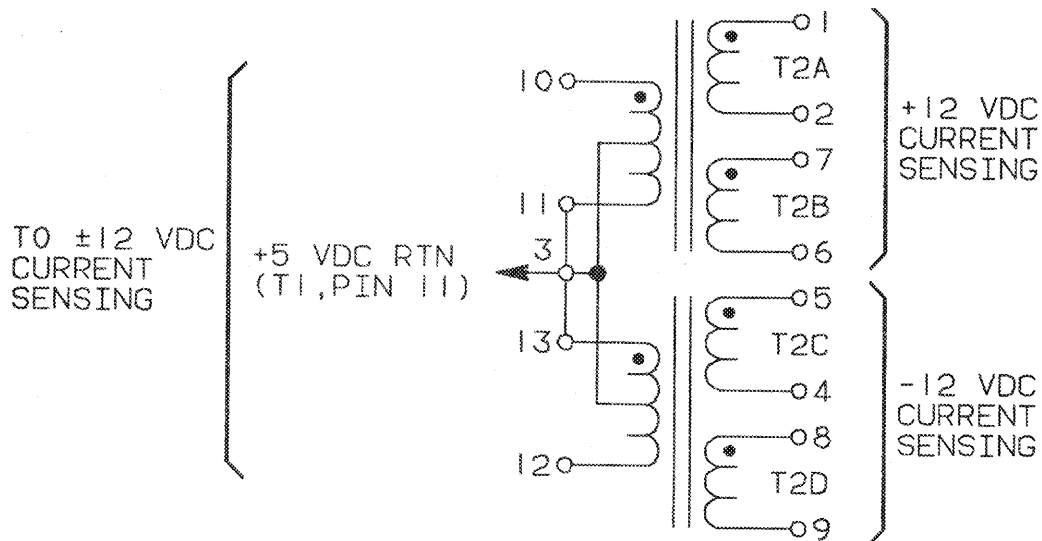 TO ±12 VDC
CURRENT
SENSING
+5 VDC RTN
(T1,PIN 11)
10
11
3
13
12
1
T2A
2
7
T2B
6
5
T2C
4
8
T2D
9
+12 VDC
CURRENT
SENSING
-12 VDC
CURRENT
SENSING